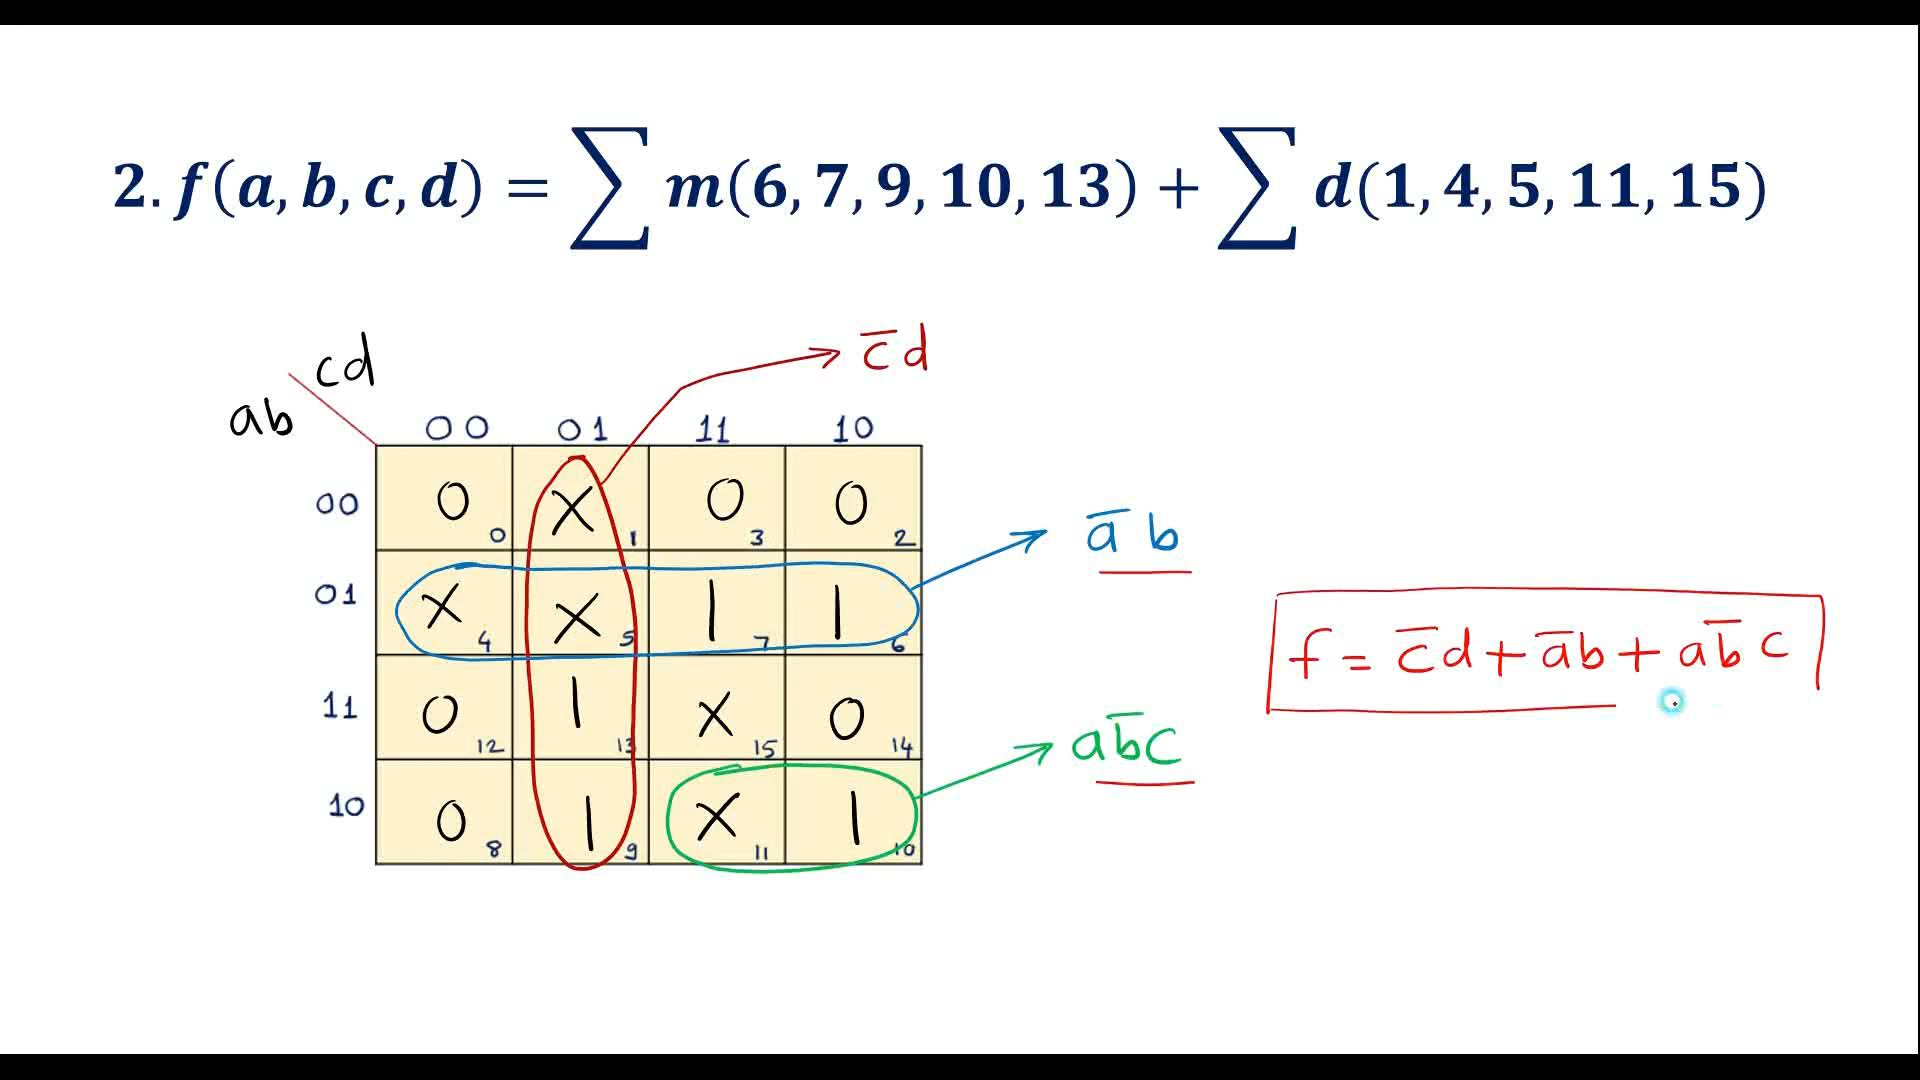 2. f(a, b, c, d) = ∑ m(6, 7, 9, 10, 13) + ∑ d(1, 4, 5, 11, 15)
cd
ab
00 01 11 10
c̅d
00 0 0 X 1 0 3 0 2
01 X 4 X 5 1 7 1 6
a̅b
11 0 12 1 13 X 15 0 14
10 0 8 1 9 X 11 1 10
ab̅c
f = c̅d + a̅b + ab̅c